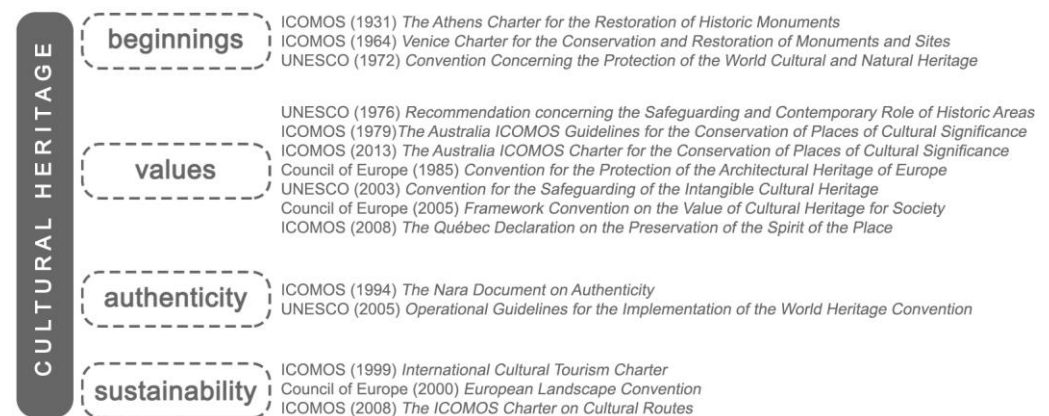 CULTURAL HERITAGE
beginnings
ICOMOS (1931) The Athens Charter for the Restoration of Historic Monuments
ICOMOS (1964) Venice Charter for the Conservation and Restoration of Monuments and Sites
UNESCO (1972) Convention Concerning the Protection of the World Cultural and Natural Heritage
values
UNESCO (1976) Recommendation concerning the Safeguarding and Contemporary Role of Historic Areas
ICOMOS (1979)The Australia ICOMOS Guidelines for the Conservation of Places of Cultural Significance
ICOMOS (2013) The Australia ICOMOS Charter for the Conservation of Places of Cultural Significance
Council of Europe (1985) Convention for the Protection of the Architectural Heritage of Europe
UNESCO (2003) Convention for the Safeguarding of the Intangible Cultural Heritage
Council of Europe (2005) Framework Convention on the Value of Cultural Heritage for Society
ICOMOS (2008) The Québec Declaration on the Preservation of the Spirit of the Place
authenticity
ICOMOS (1994) The Nara Document on Authenticity
UNESCO (2005) Operational Guidelines for the Implementation of the World Heritage Convention
sustainability
ICOMOS (1999) International Cultural Tourism Charter
Council of Europe (2000) European Landscape Convention
ICOMOS (2008) The ICOMOS Charter on Cultural Routes